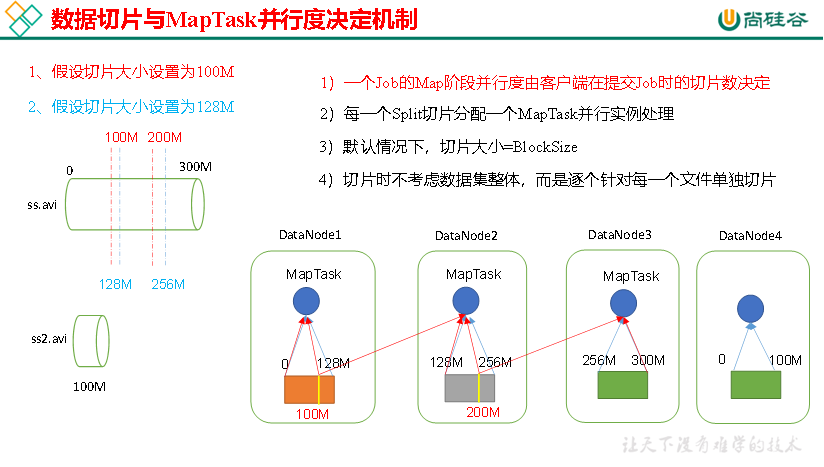 数据切片与MapTask并行度决定机制
尚硅谷
1、假设切片大小设置为100M
2、假设切片大小设置为128M
100M 200M
0 300M
ss.avi
128M 256M
ss2.avi
100M
1）一个Job的Map阶段并行度由客户端在提交Job时的切片数决定
2）每一个Split切片分配一个MapTask并行实例处理
3）默认情况下，切片大小=BlockSize
4）切片时不考虑数据集整体，而是逐个针对每一个文件单独切片
DataNode1 DataNode2 DataNode3 DataNode4
MapTask MapTask MapTask
0 128M 128M 256M 256M 300M 0 100M
100M 200M
让天下没有难学的技术